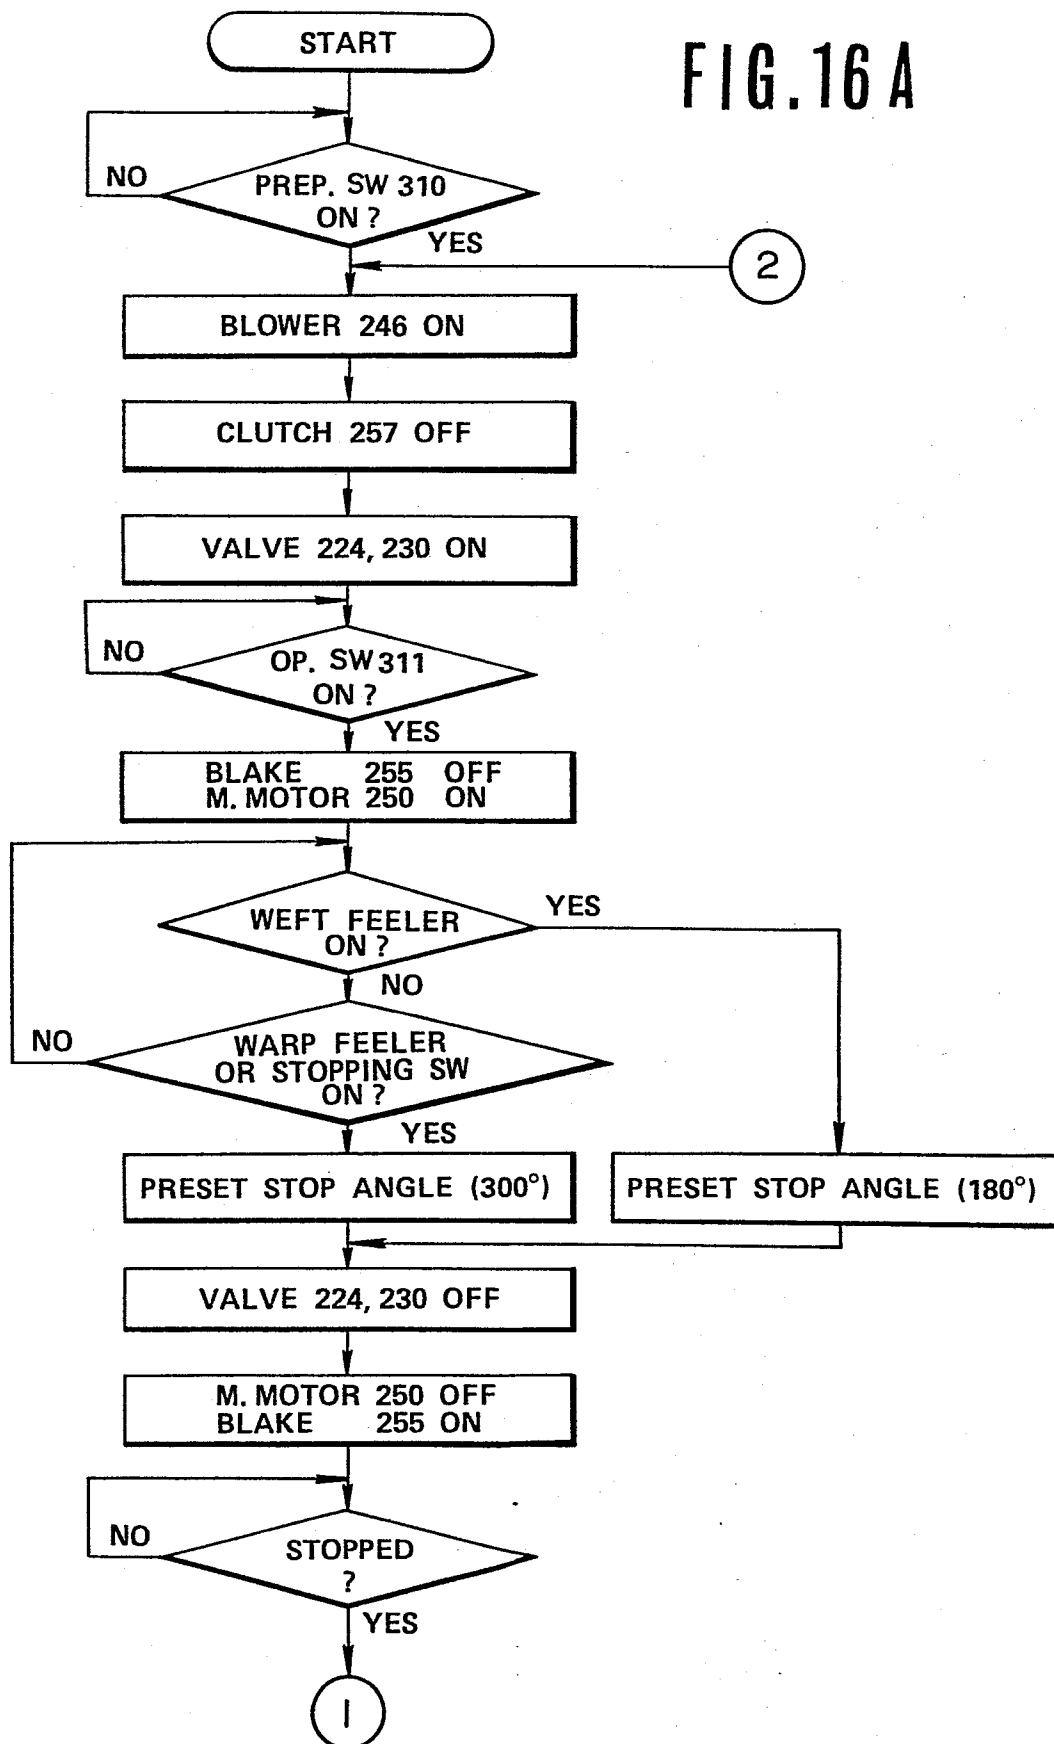 FIG.16A
START
NO
PREP. SW 310
ON ?
YES
2
BLOWER 246 ON
CLUTCH 257 OFF
VALVE 224, 230 ON
NO
OP. SW 311
ON ?
YES
BLAKE 255 OFF
M. MOTOR 250 ON
WEFT FEELER
ON ?
YES
NO
NO
WARP FEELER
OR STOPPING SW
ON ?
YES
PRESET STOP ANGLE (300°)
PRESET STOP ANGLE (180°)
VALVE 224, 230 OFF
M. MOTOR 250 OFF
BLAKE 255 ON
NO
STOPPED
?
YES
1